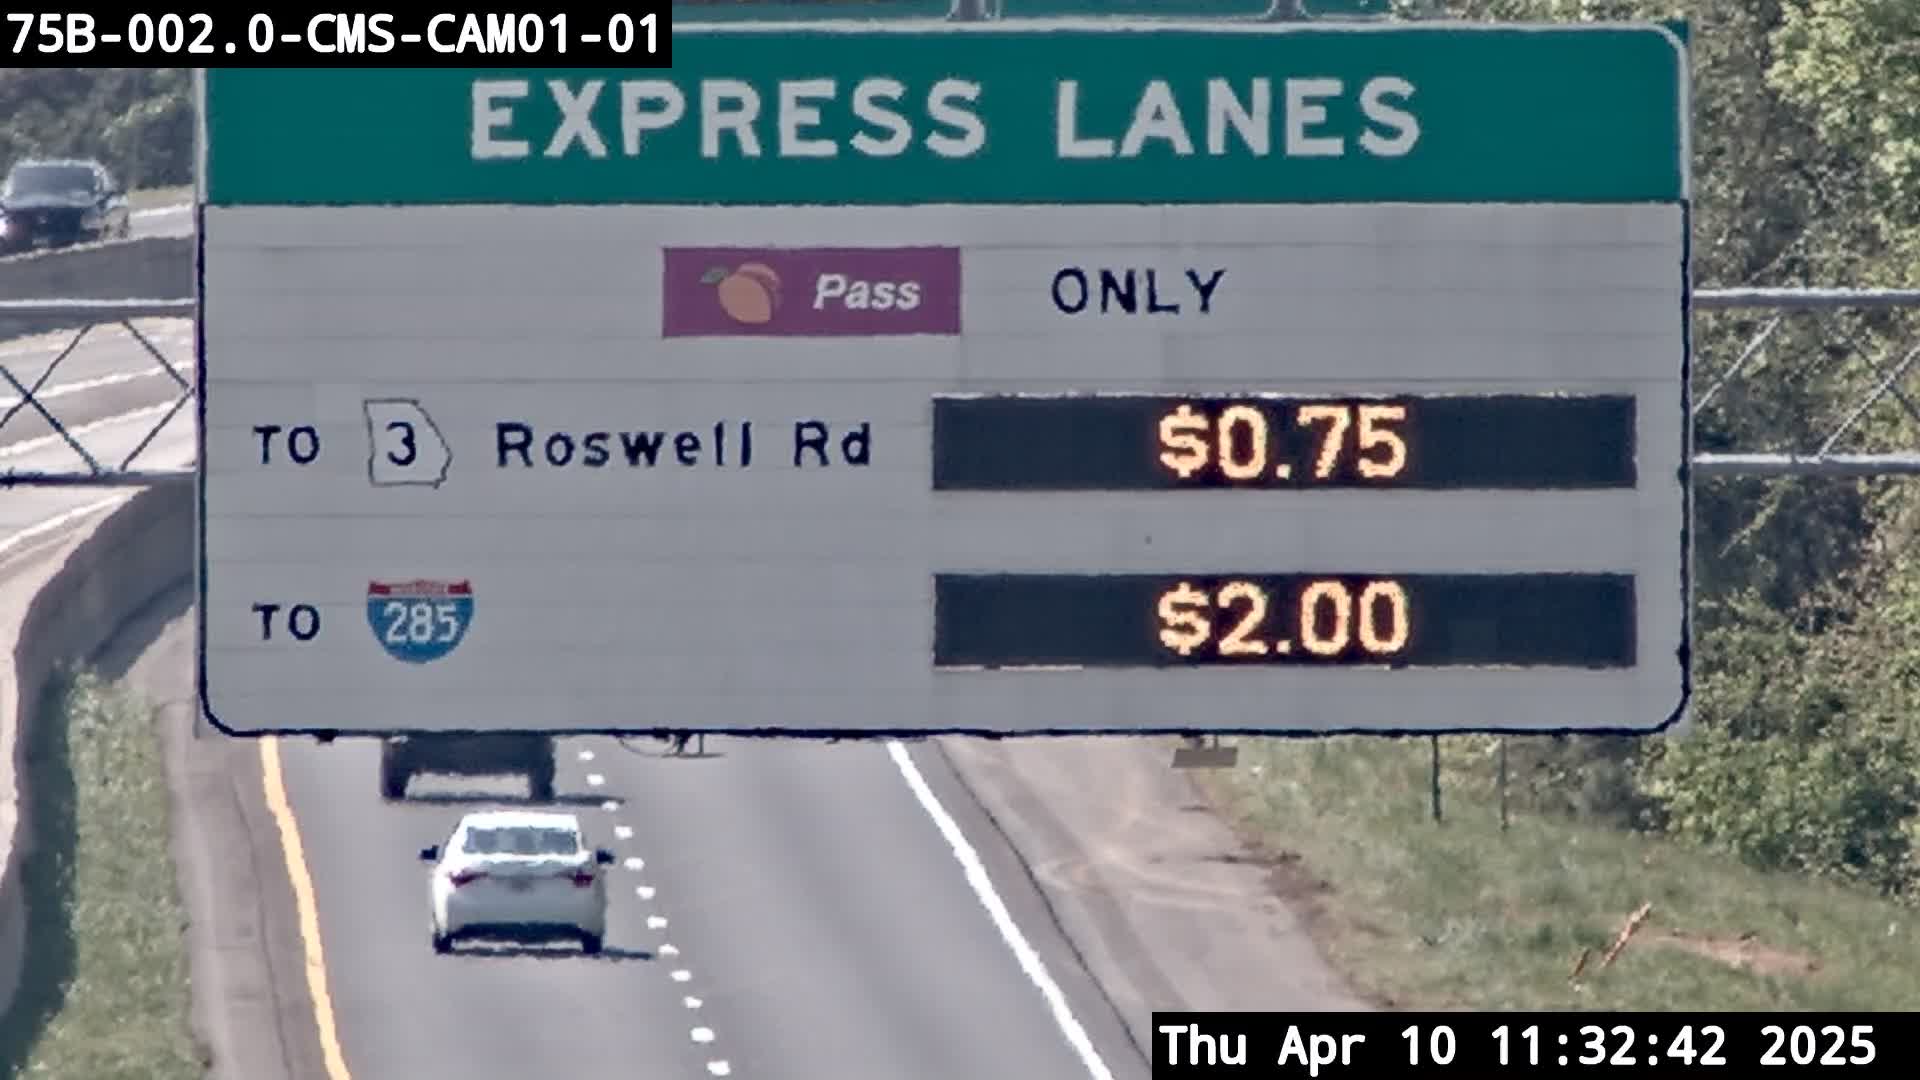 75B-002.0-CMS-CAM01-01
EXPRESS LANES
Pass ONLY
TO 3 Roswell Rd $0.75
TO 285 $2.00
Thu Apr 10 11:32:42 2025